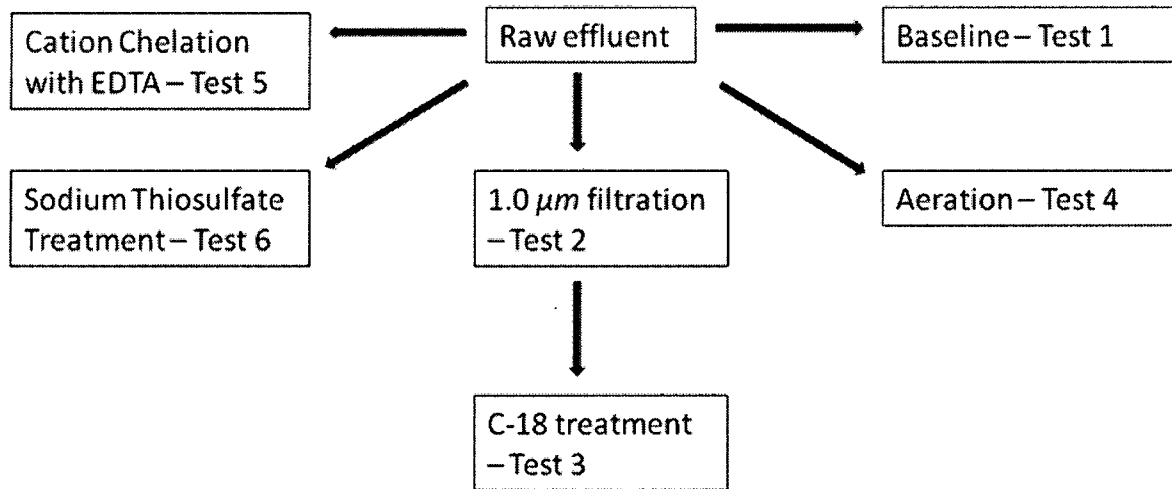 Cation Chelation
with EDTA – Test 5
Raw effluent
Baseline – Test 1
Sodium Thiosulfate
Treatment – Test 6
1.0 µm filtration
– Test 2
Aeration – Test 4
C-18 treatment
– Test 3